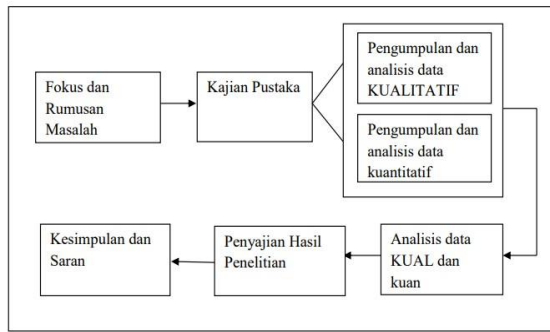 Fokus dan
Rumusan
Masalah
Kajian Pustaka
Pengumpulan dan
analisis data
KUALITATIF
Pengumpulan dan
analisis data
kuantitatif
Analisis data
KUAL dan
kuan
Penyajian Hasil
Penelitian
Kesimpulan dan
Saran